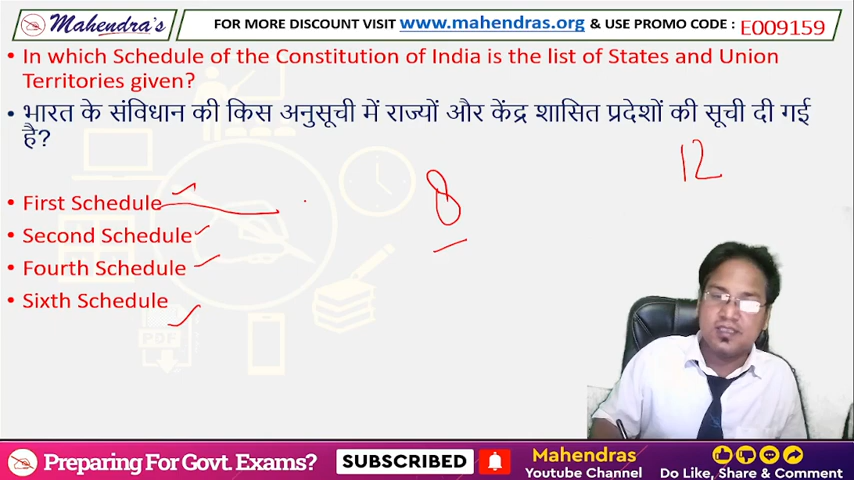 Mahendra's
FOR MORE DISCOUNT VISIT www.mahendras.org & USE PROMO CODE : E009159
• In which Schedule of the Constitution of India is the list of States and Union
Territories given?
• भारत के संविधान की किस अनुसूची में राज्यों और केंद्र शासित प्रदेशों की सूची दी गई
है?
12
8
• First Schedule
• Second Schedule
• Fourth Schedule
• Sixth Schedule
PDF
Preparing For Govt. Exams?
SUBSCRIBED
Mahendras
Youtube Channel
Do Like, Share & Comment